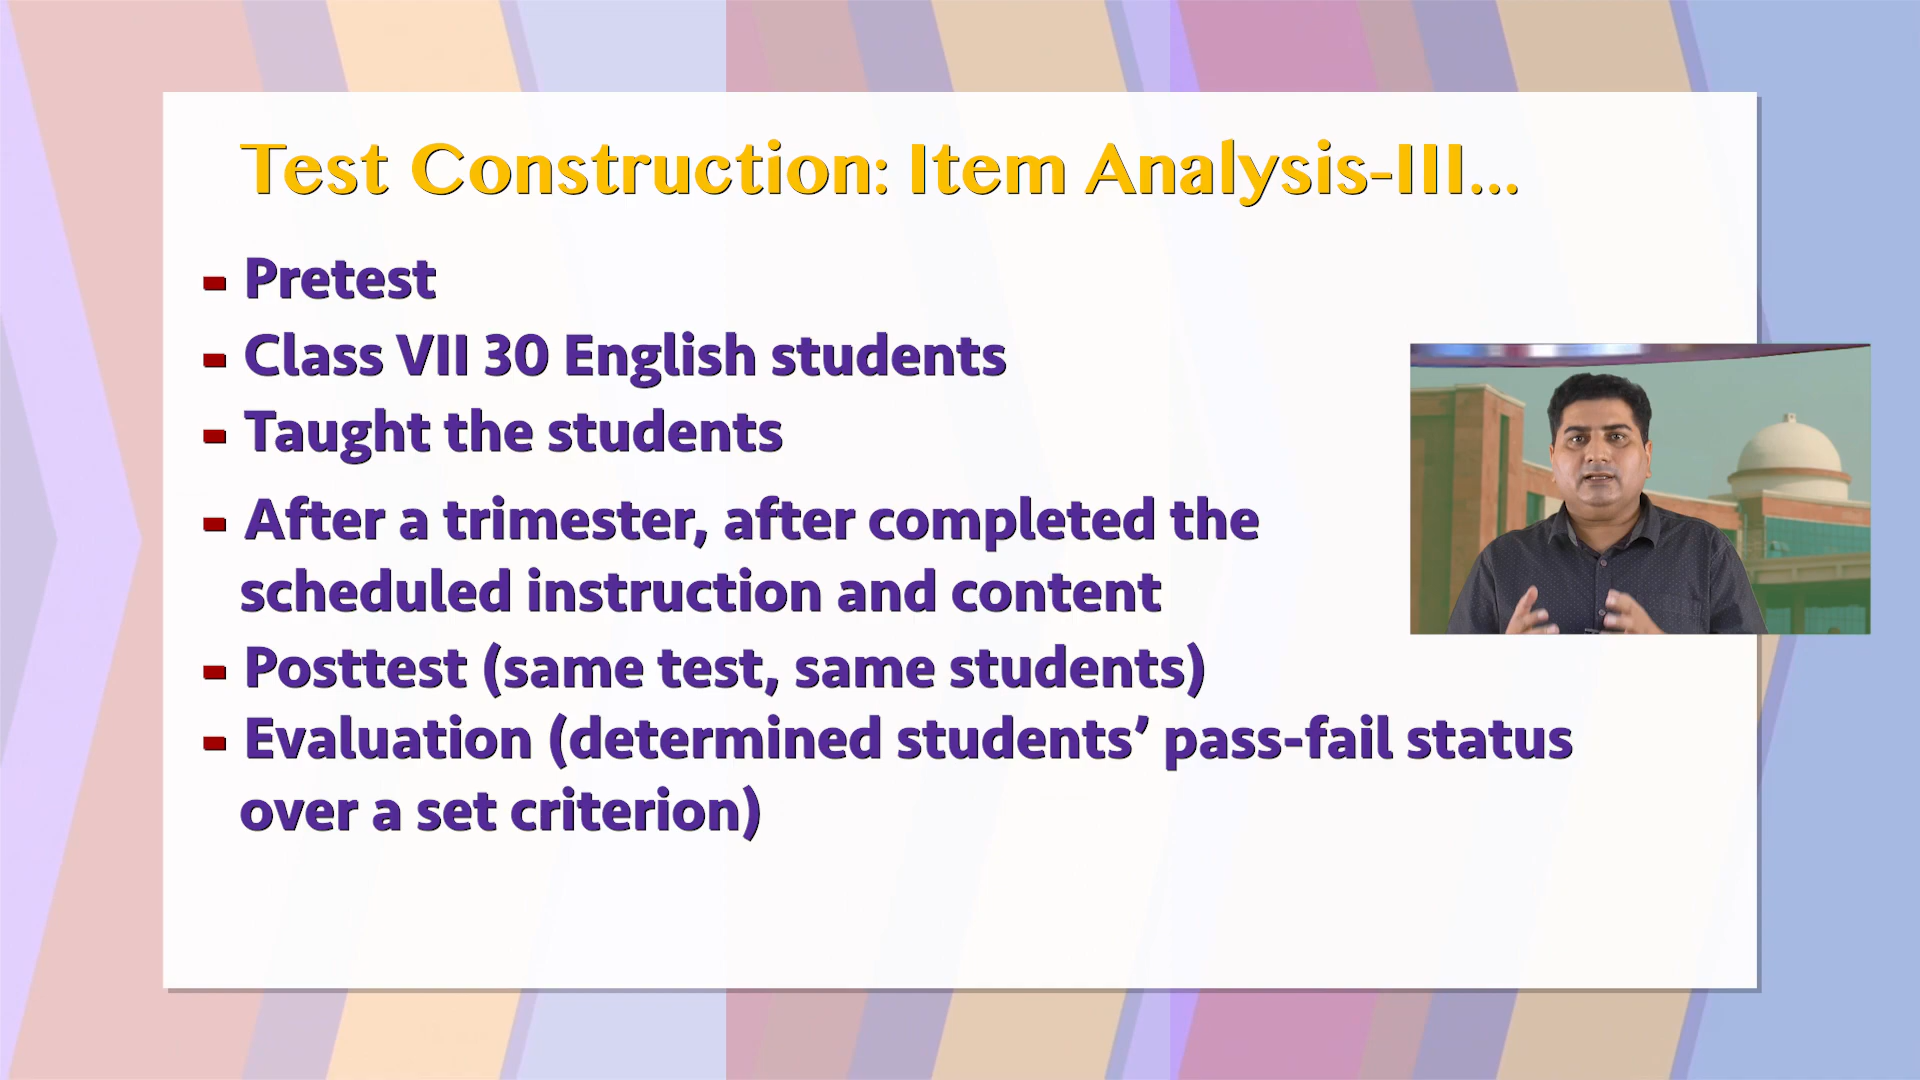 Test Construction: Item Analysis-III...
- Pretest
- Class VII 30 English students
- Taught the students
- After a trimester, after completed the
scheduled instruction and content
- Posttest (same test, same students)
- Evaluation (determined students’ pass-fail status
over a set criterion)